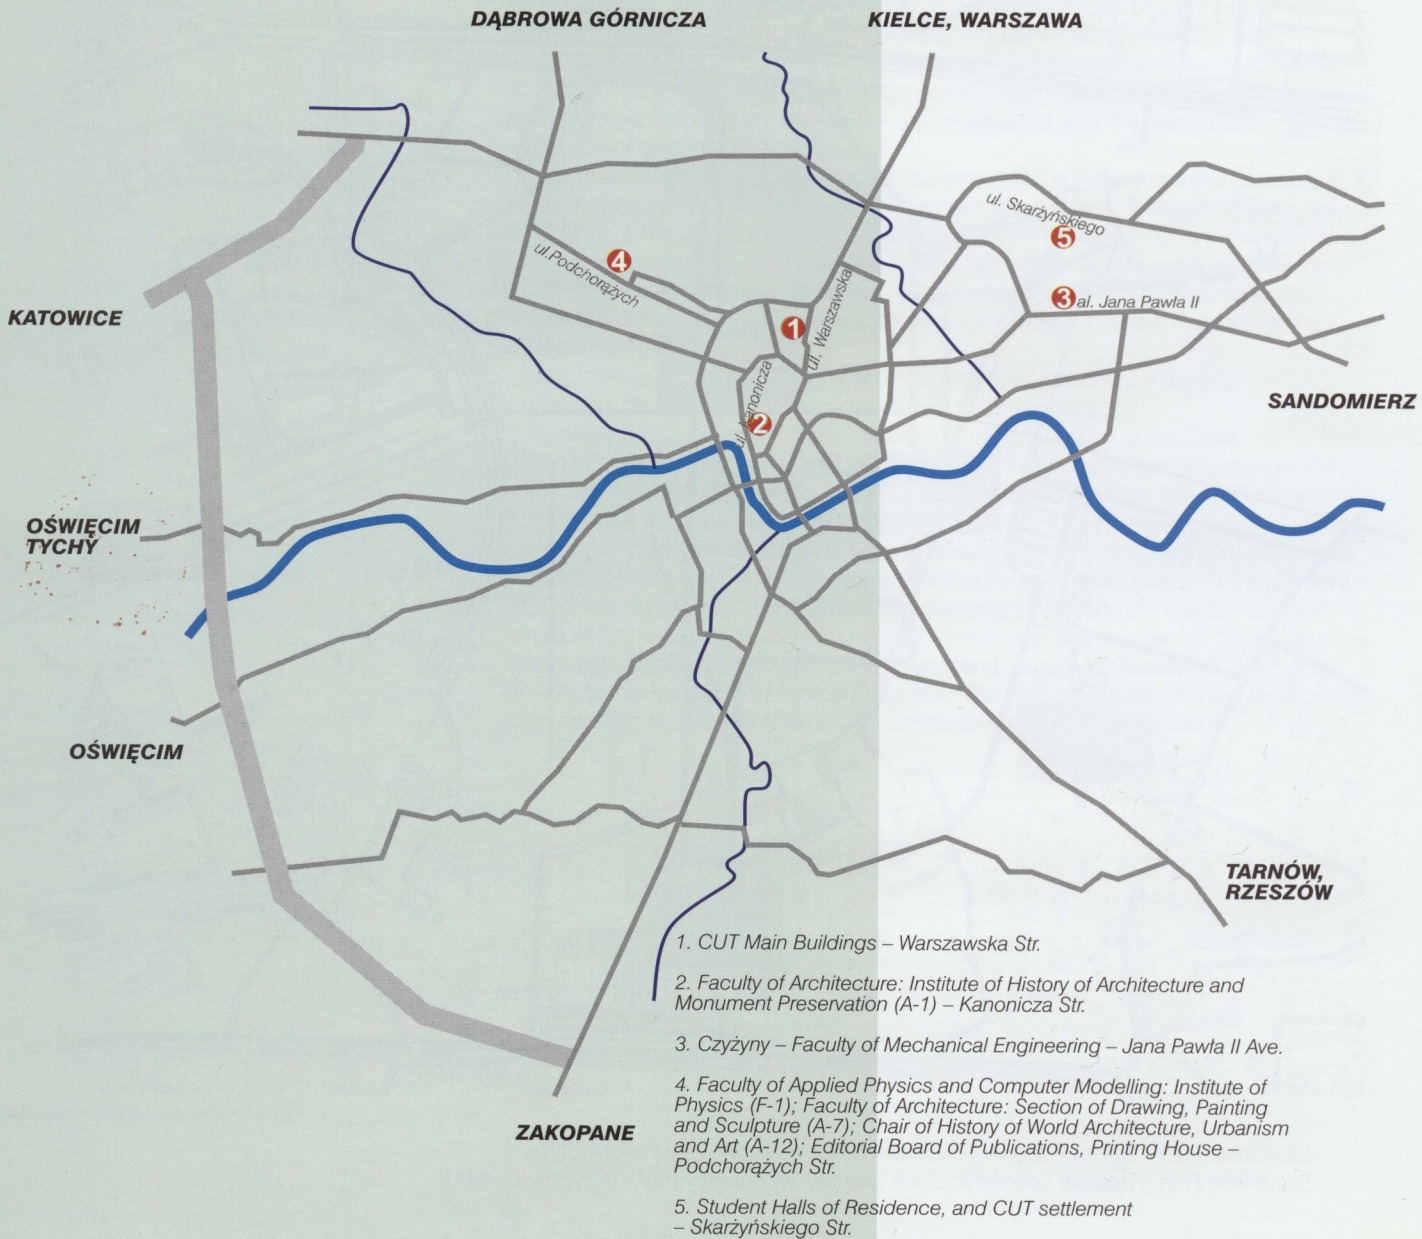 DĄBROWA GÓRNICZA
KIELCE, WARSZAWA
ul. Skarżyńskiego
5
4
ul.Podchorążych
3
al. Jana Pawła II
KATOWICE
1
ul. Warszawska
ul. Kanonicza
2
SANDOMIERZ
OŚWIĘCIM
TYCHY
OŚWIĘCIM
TARNÓW,
RZESZÓW
ZAKOPANE
1. CUT Main Buildings – Warszawska Str.
2. Faculty of Architecture: Institute of History of Architecture and
Monument Preservation (A-1) – Kanonicza Str.
3. Czyżyny – Faculty of Mechanical Engineering – Jana Pawła II Ave.
4. Faculty of Applied Physics and Computer Modelling: Institute of
Physics (F-1); Faculty of Architecture: Section of Drawing, Painting
and Sculpture (A-7); Chair of History of World Architecture, Urbanism
and Art (A-12); Editorial Board of Publications, Printing House –
Podchorążych Str.
5. Student Halls of Residence, and CUT settlement
– Skarżyńskiego Str.